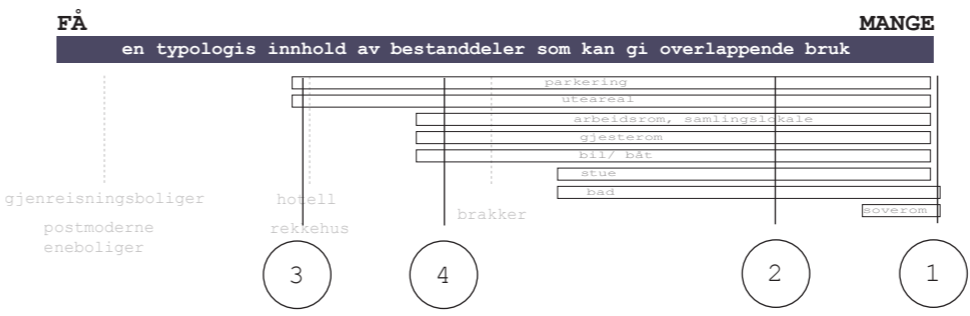 FÅ
MANGE
en typologis innhold av bestanddeler som kan gi overlappende bruk
parkering
uteareal
arbeidsrom, samlingslokale
gjesterom
bil/ båt
stue
bad
soverom
gjenreisningsboliger
hotell
brakker
postmoderne
eneboliger
rekkehus
3
4
2
1